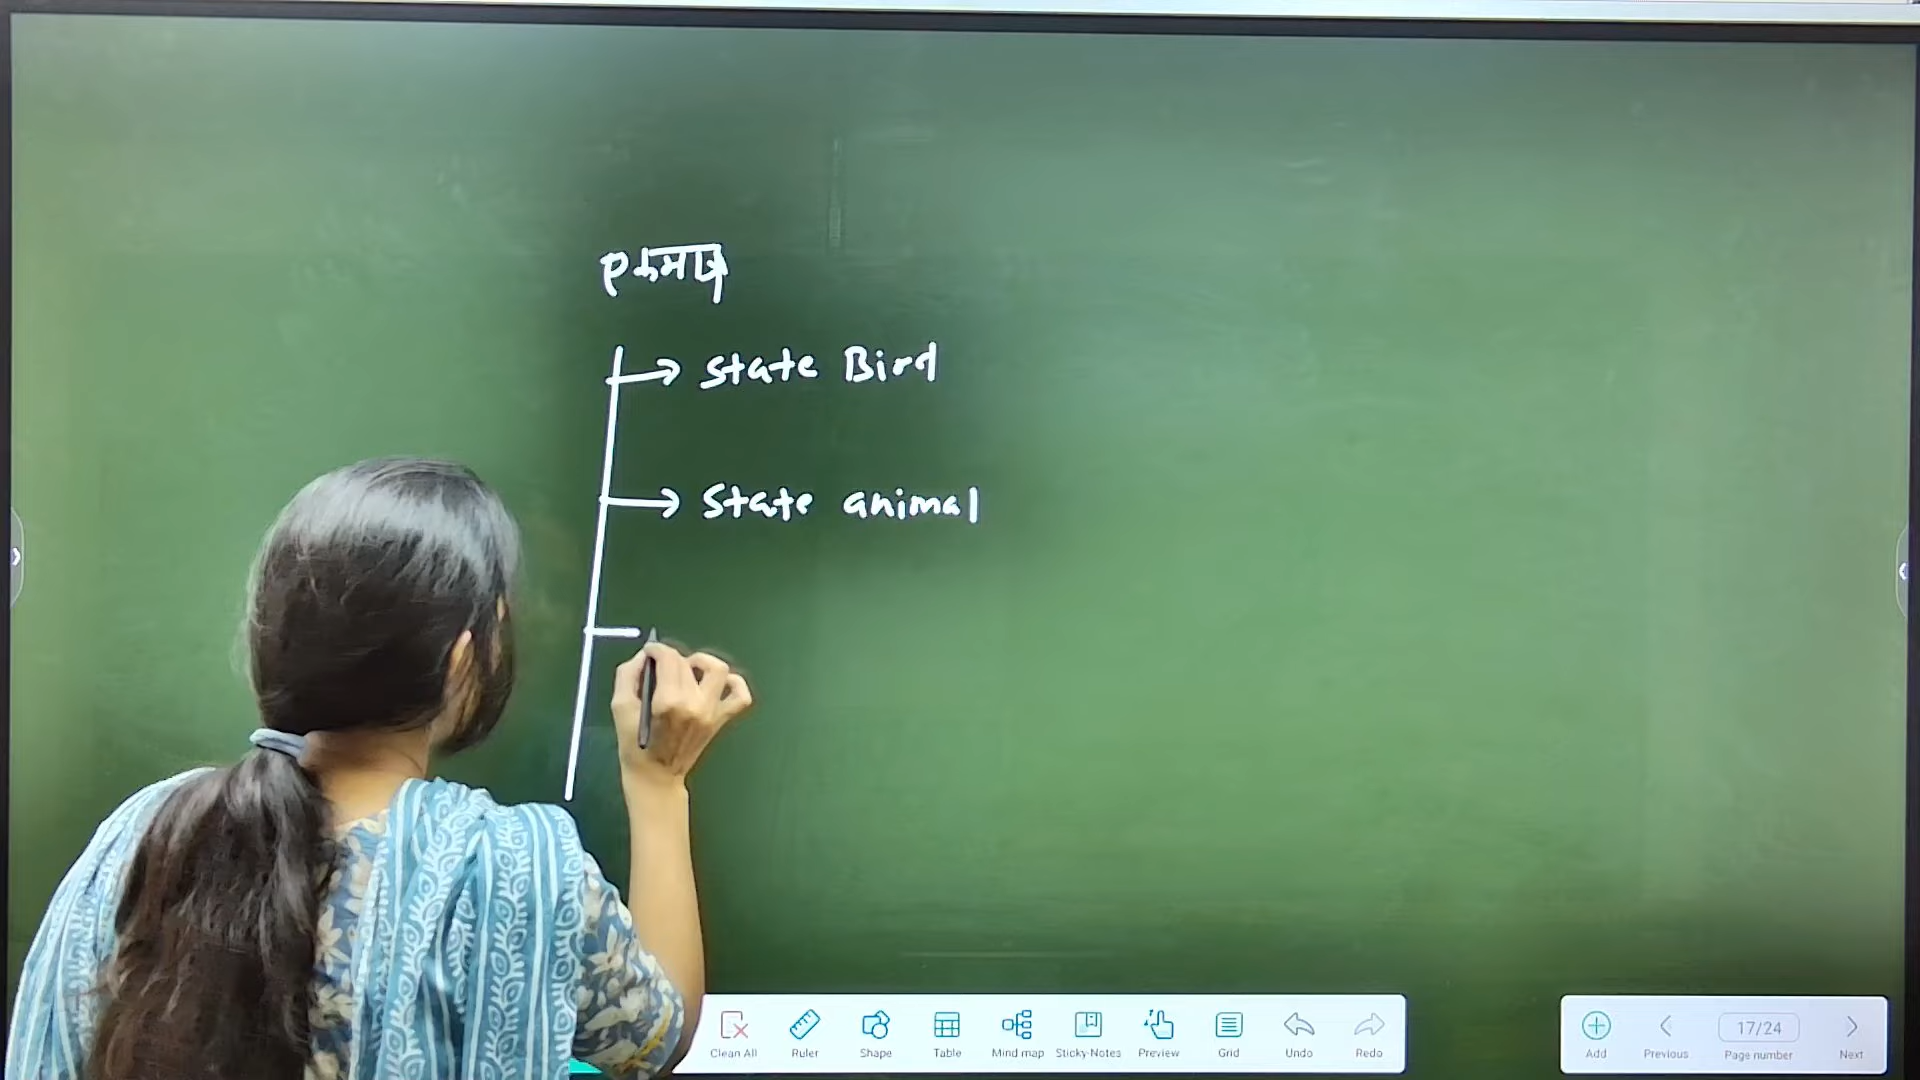 State Bird
State animal
Clean All
Ruler
Shape
Table
Mind map
Sticky-Notes
Preview
Grid
Undo
Redo
Add
Previous
17/24
Page number
Next